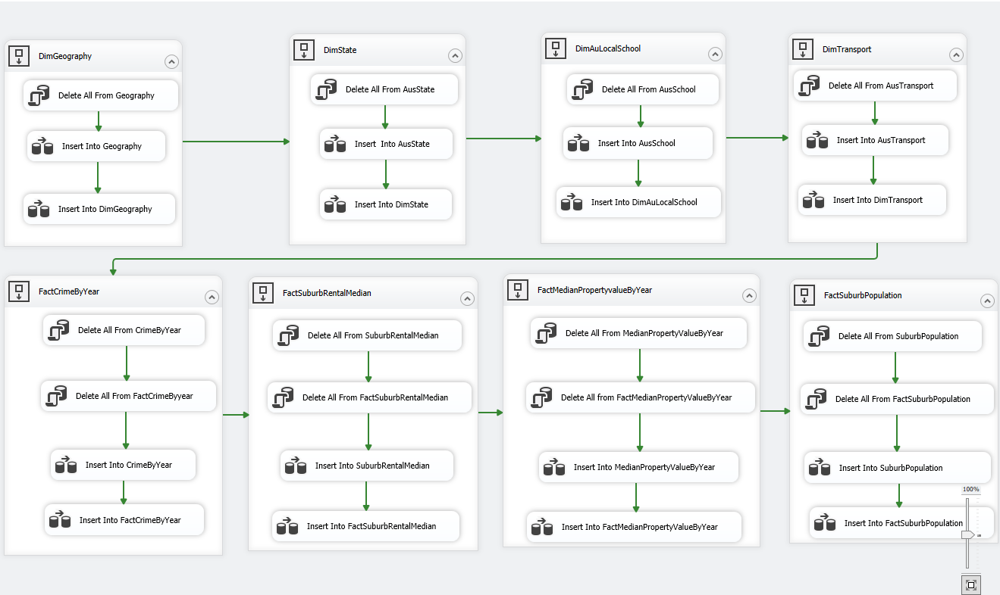 DimGeography
Delete All From Geography
Insert Into Geography
Insert Into DimGeography
DimState
Delete All From AusState
Insert  Into AusState
Insert Into DimState
DimAuLocalSchool
Delete All From AusSchool
Insert Into AusSchool
Insert Into DimAuLocalSchool
DimTransport
Delete All From AusTransport
Insert Into AusTransport
Insert Into DimTransport
FactCrimeByYear
Delete All From CrimeByYear
Delete All From FactCrimeByyear
Insert Into CrimeByYear
Insert Into FactCrimeByYear
FactSuburbRentalMedian
Delete All From SuburbRentalMedian
Delete All From FactSuburbRentalMedian
Insert Into SuburbRentalMedian
Insert Into FactSuburbRentalMedian
FactMedianPropertyvalueByYear
Delete All From MedianPropertyValueByYear
Delete All from FactMedianPropertyValueByYear
Insert Into MedianPropertyValueByYear
Insert Into FactMedianPropertyValueByYear
FactSuburbPopulation
Delete All From SuburbPopulation
Delete All From FactSuburbPopulation
Insert Into SuburbPopulation
Insert Into FactSuburbPopulation
100%